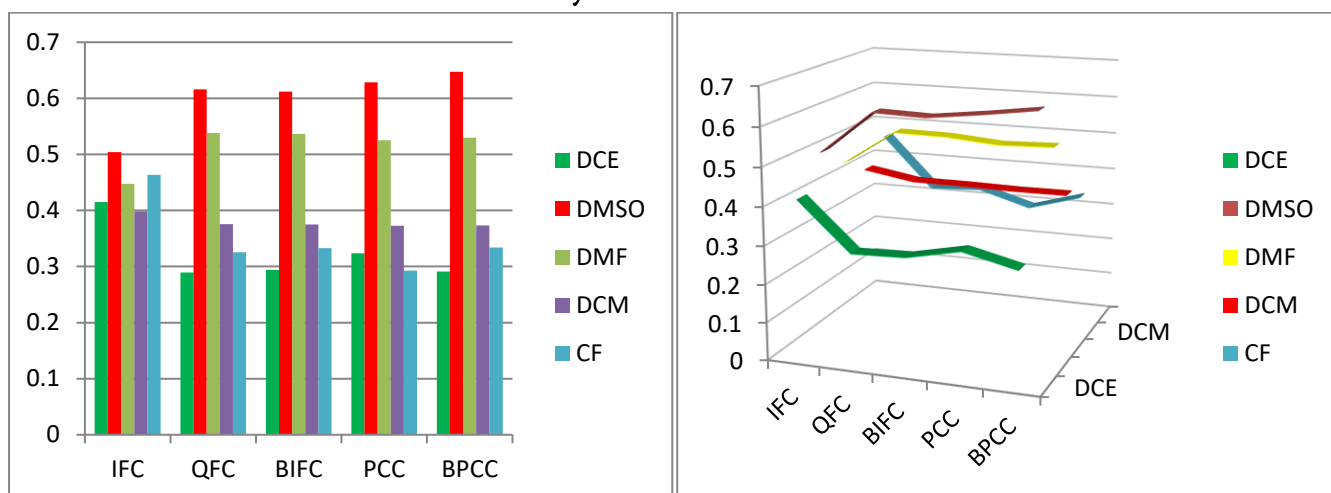 0.7
0.6
0.5
0.4
0.3
0.2
0.1
0
IFC QFC BIFC PCC BPCC
DCE
DMSO
DMF
DCM
CF
0.7
0.6
0.5
0.4
0.3
0.2
0.1
0
IFC
QFC
BIFC
PCC
BPCC
DCM
DCE
DCE
DMSO
DMF
DCM
CF